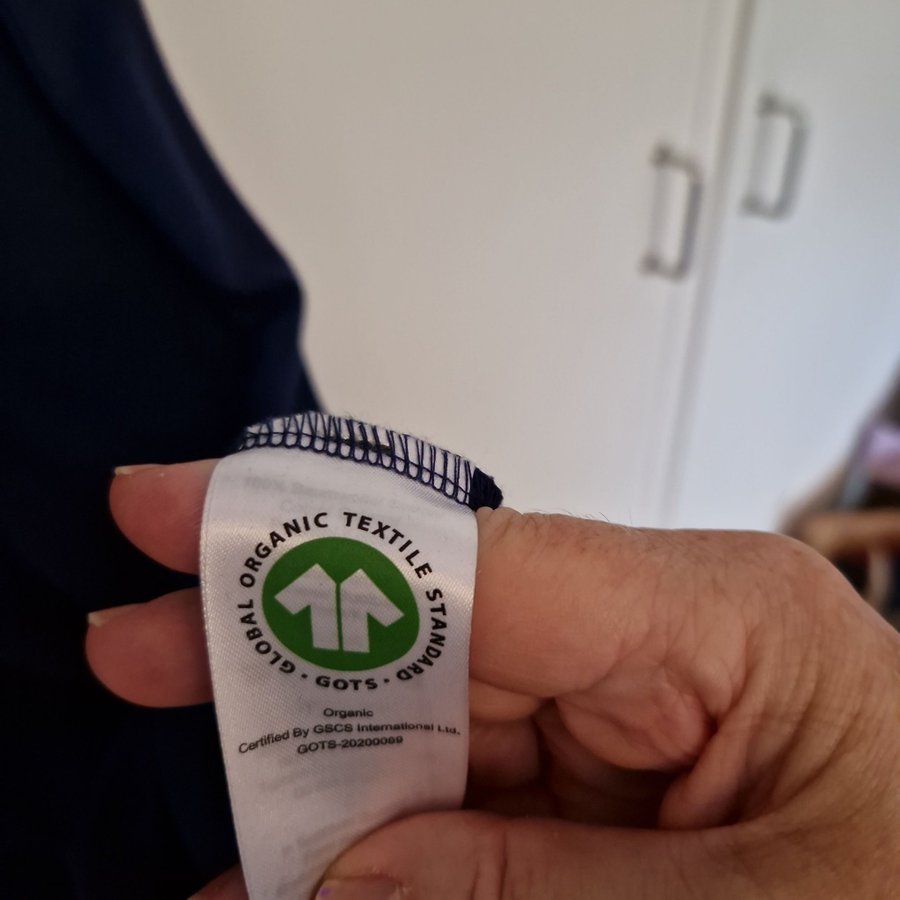 GLOBAL ORGANIC TEXTILE STANDARD
· GOTS ·
Organic
Certified By GSCS International Ltd.
GOTS-20200089